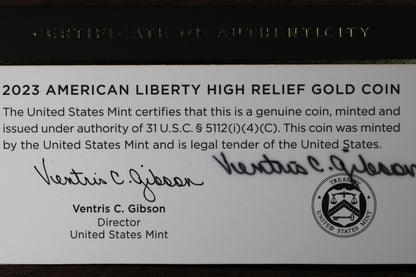 CERTIFICATE OF AUTHENTICITY
2023 AMERICAN LIBERTY HIGH RELIEF GOLD COIN
The United States Mint certifies that this is a genuine coin, minted and
issued under authority of 31 U.S.C. § 5112(i)(4)(C). This coin was minted
by the United States Mint and is legal tender of the United States.
Ventris C. Gibson Ventris C. Gibson
Ventris C. Gibson
Director
United States Mint
TREASURY
UNITED STATES MINT